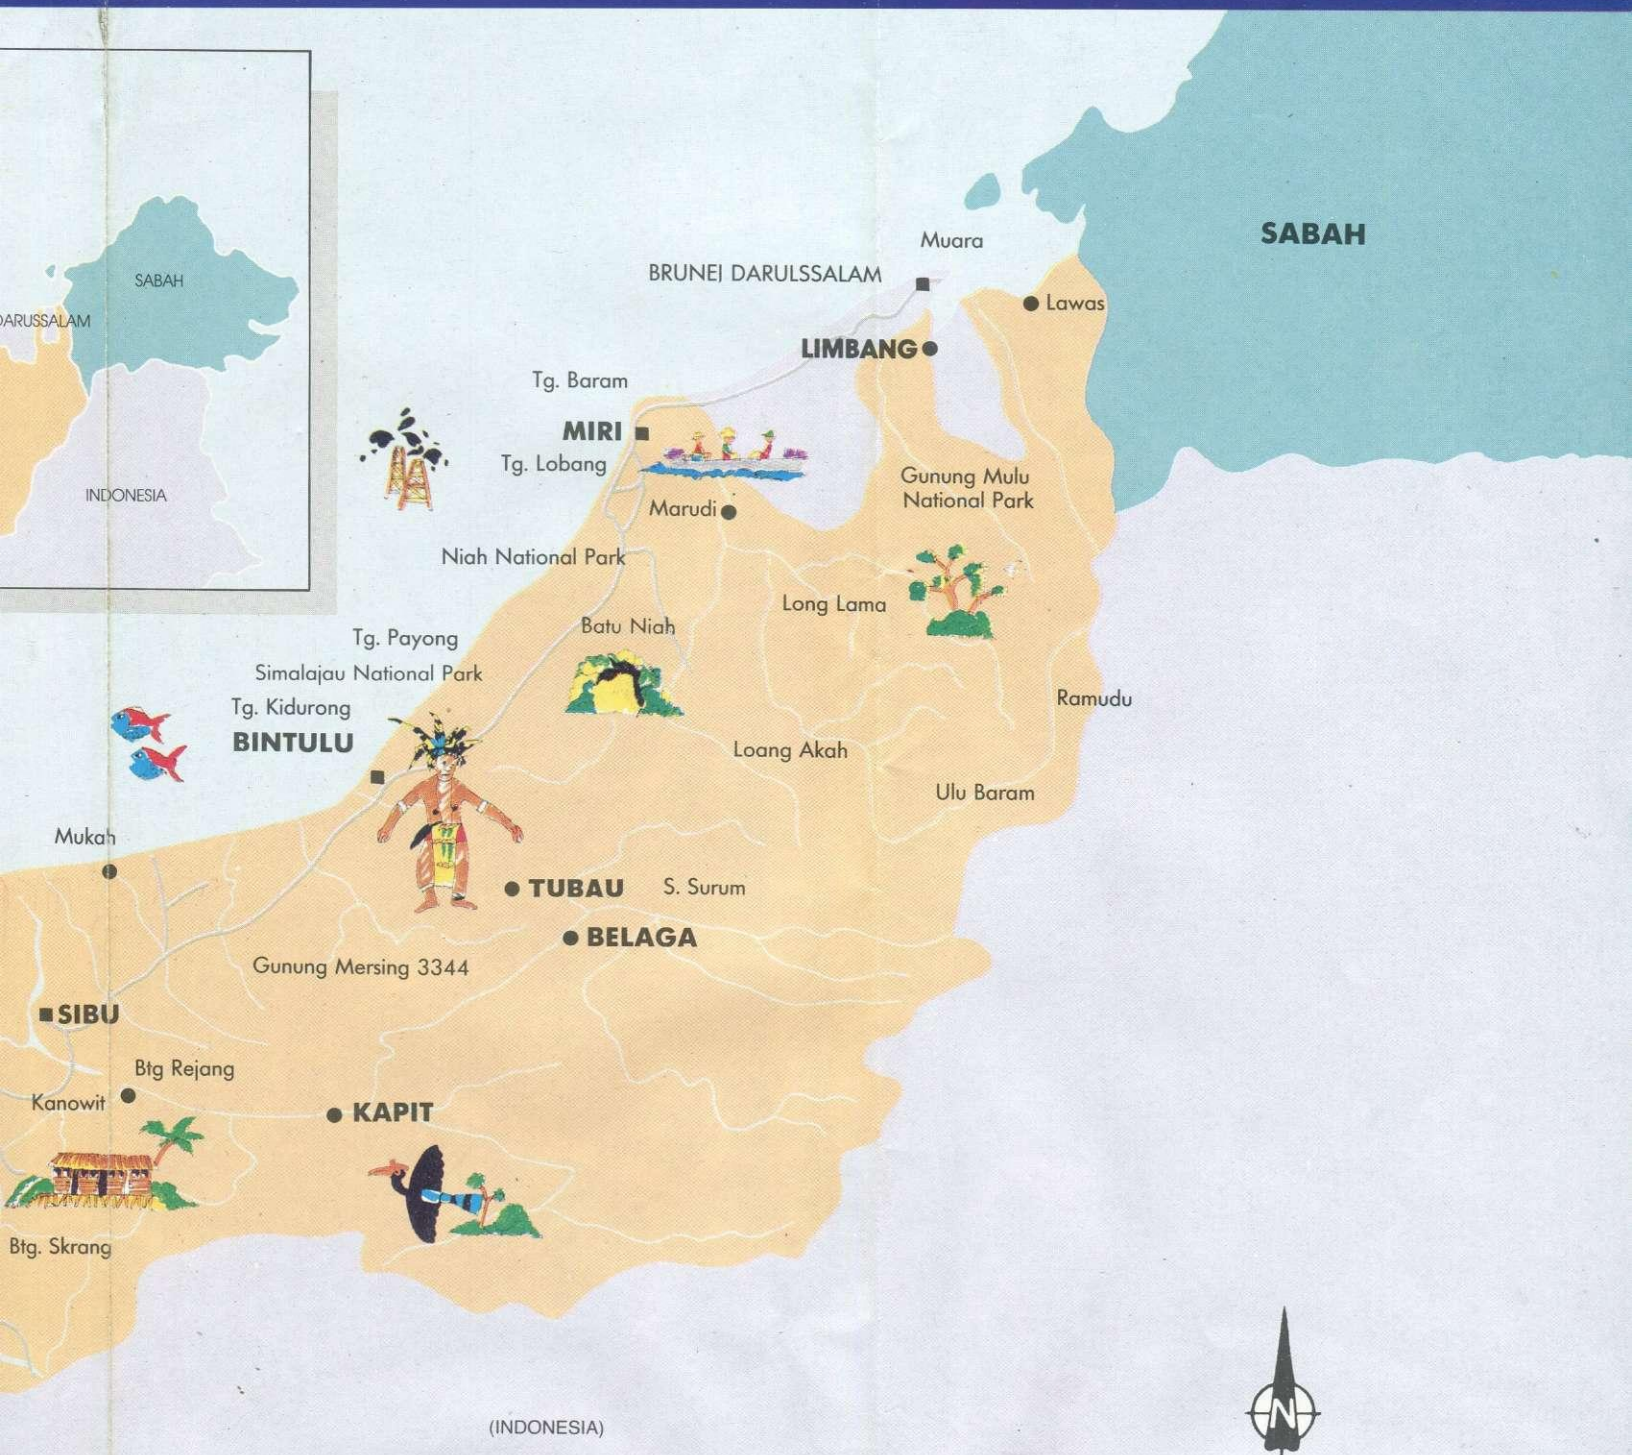 SABAH
DARUSSALAM
INDONESIA
SABAH
Muara
BRUNEI DARULSSALAM
Lawas
LIMBANG
Tg. Baram
MIRI
Tg. Lobang
Gunung Mulu
National Park
Marudi
Niah National Park
Long Lama
Batu Niah
Tg. Payong
Simalajau National Park
Tg. Kidurong
BINTULU
Ramudu
Loang Akah
Ulu Baram
Mukah
TUBAU
S. Surum
BELAGA
Gunung Mersing 3344
SIBU
Btg Rejang
Kanowit
KAPIT
Btg. Skrang
(INDONESIA)
N